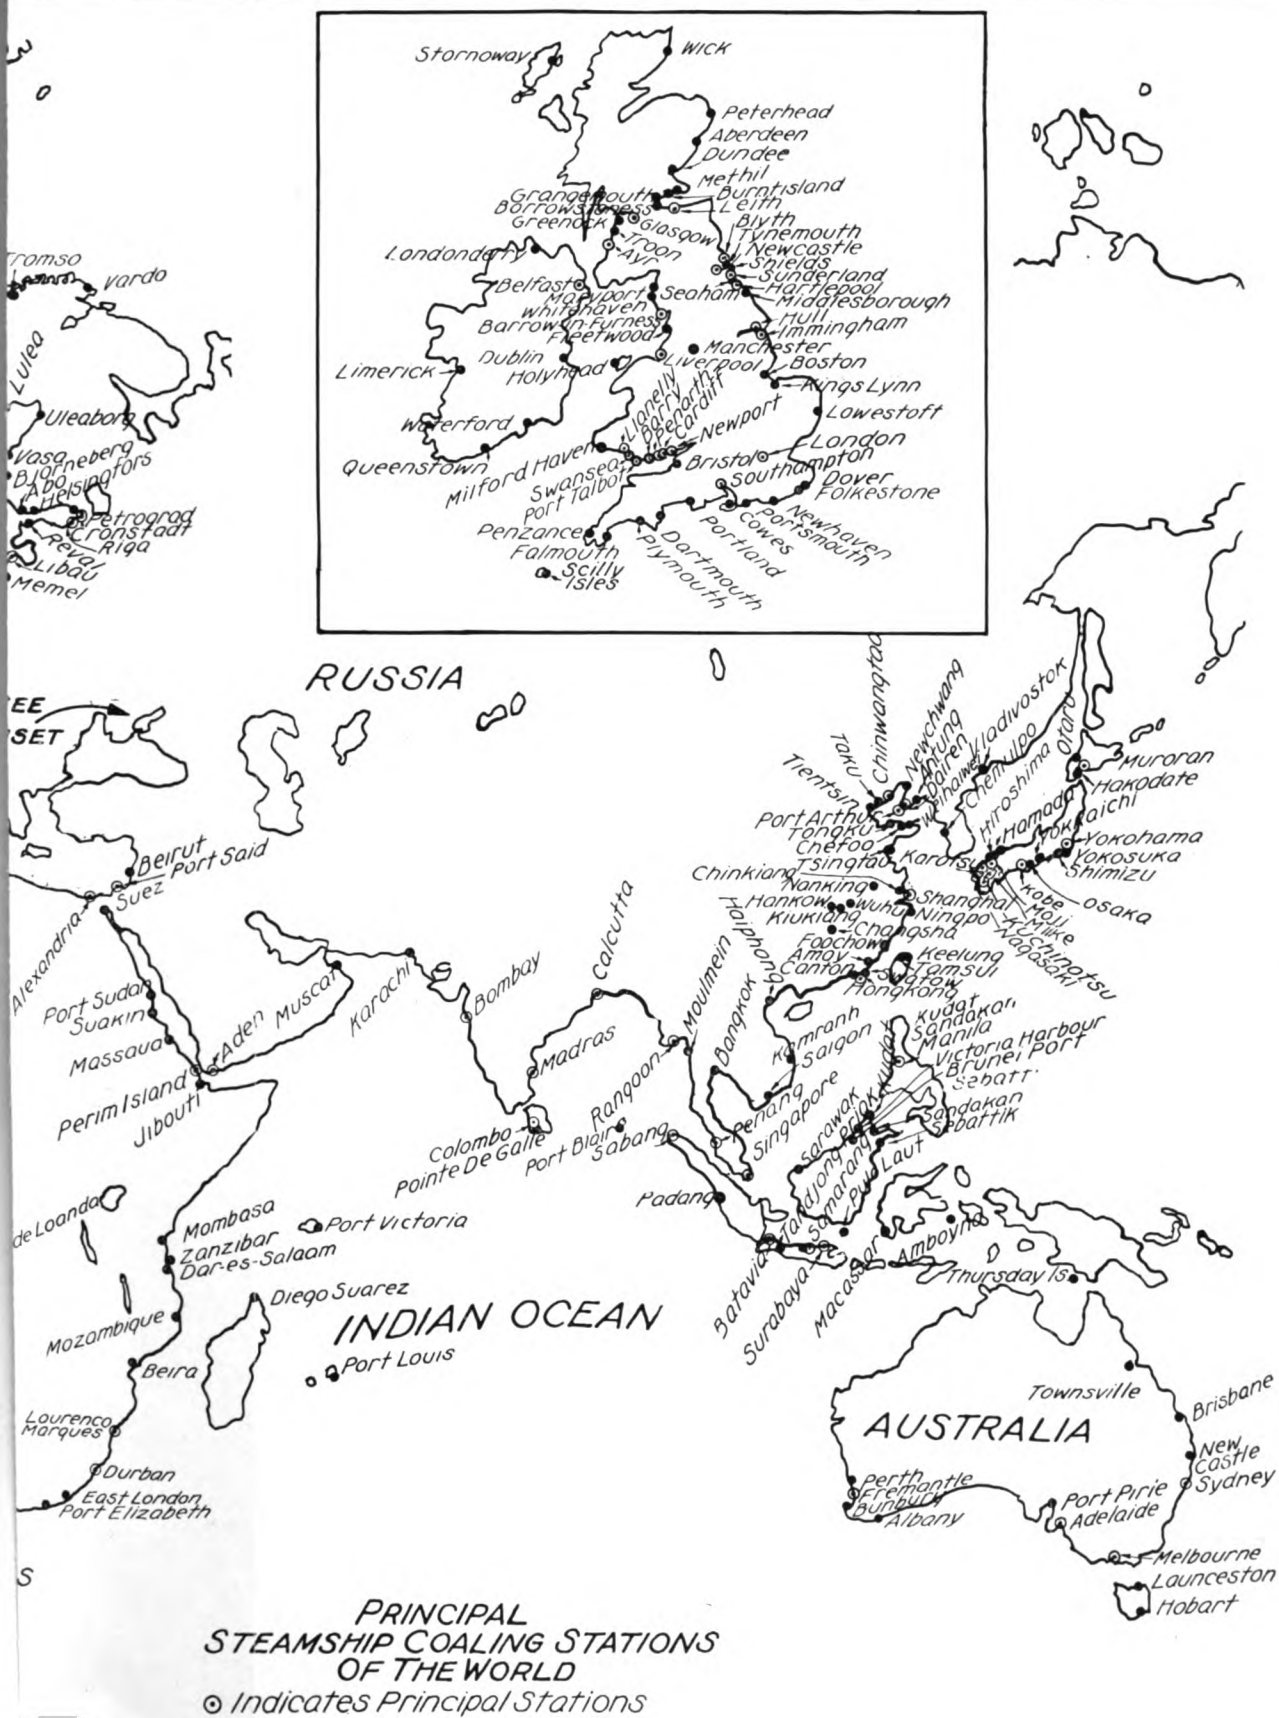 Stornoway
Wick
Peterhead
Aberdeen
Dundee
Methil
Burntisland
Leith
Grangemouth
Borrowstoness
Greenock
Glasgow
Troon
Ayr
Blyth
Tynemouth
Newcastle
Shields
Sunderland
Hartlepool
Middlesborough
Seaham
Londonderry
Belfast
Maryport
Whitehaven
Barrow-in-Furness
Fleetwood
Hull
Immingham
Manchester
Liverpool
Boston
Kings Lynn
Lowestoft
Dublin
Holyhead
Limerick
Waterford
Queenstown
Milford Haven
Llanelly
Barry
Penarth
Cardiff
Newport
Swansea
Port Talbot
Bristol
London
Southampton
Dover
Folkestone
Newhaven
Portsmouth
Cowes
Portland
Dartmouth
Plymouth
Penzance
Falmouth
Scilly
Isles
Tromso
Vardo
Lulea
Uleaborg
Vasa
Bjorneberg
Abo
Helsingfors
Petrograd
Cronstadt
Riga
Reval
Libau
Memel
RUSSIA
EE
SET
Beirut
Port Said
Suez
Alexandria
Port Sudan
Suakin
Massaua
Perim Island
Jibouti
Aden
Muscat
Karachi
Bombay
Calcutta
Madras
Colombo
Pointe De Galle
Rangoon
Moulmein
Port Blair
Sabang
Padang
Bangkok
Haiphong
Kamranh
Saigon
Penang
Singapore
Taku
Tientsin
Chinwangtao
Newchwang
Antung
Dairen
Weihaiwei
Vladivostok
Chemulpo
Port Arthur
Tongku
Chefoo
Tsingtao
Chinkiang
Nanking
Hankow
Wuhu
Kiukiang
Changsha
Shanghai
Ningpo
Foochow
Amoy
Canton
Swatow
Hongkong
Keelung
Tamsui
Hiroshima
Hamada
Otaru
Muroran
Hakodate
Yokkaichi
Yokohama
Yokosuka
Shimizu
Osaka
Kobe
Moji
Miike
Kuchinotsu
Nagasaki
Karatsu
Kudat
Sandakan
Manila
Victoria Harbour
Brunei Port
Sebatt
Kudat
Sandakan
Sebattik
Sarawak
Tandjong Priok
Samarang
Pulo Laut
Batavia
Surabaya
Macassar
Amboyna
Thursday Is.
de Loanda
Mombasa
Zanzibar
Dar-es-Salaam
Port Victoria
Diego Suarez
Mozambique
INDIAN OCEAN
Port Louis
Beira
Lourenco
Marques
Durban
East London
Port Elizabeth
S
Townsville
Brisbane
AUSTRALIA
New
Castle
Sydney
Perth
Fremantle
Bunbury
Albany
Port Pirie
Adelaide
Melbourne
Launceston
Hobart
PRINCIPAL
STEAMSHIP COALING STATIONS
OF THE WORLD
⊙ Indicates Principal Stations